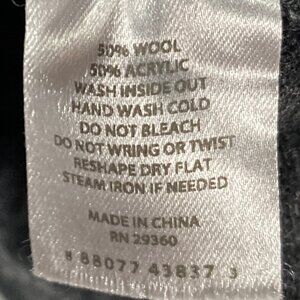 50% WOOL
50% ACRYLIC
WASH INSIDE OUT
HAND WASH COLD
DO NOT BLEACH
DO NOT WRING OR TWIST
RESHAPE DRY FLAT
STEAM IRON IF NEEDED
MADE IN CHINA
RN 29360
88077 43837 3